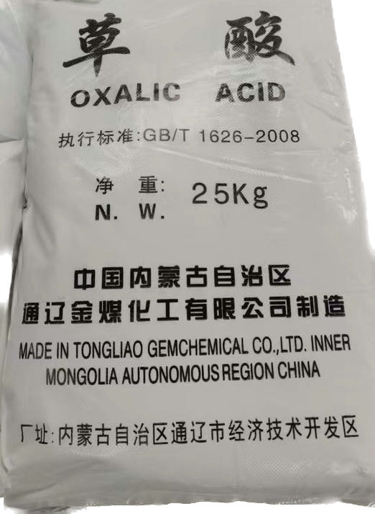 草 酸
OXALIC ACID
执行标准:GB/T 1626-2008
净 重: 25Kg
N. W.
中国内蒙古自治区
通辽金煤化工有限公司制造
MADE IN TONGLIAO GEMCHEMICAL CO.,LTD. INNER
MONGOLIA AUTONOMOUS REGION CHINA
厂址:内蒙古自治区通辽市经济技术开发区